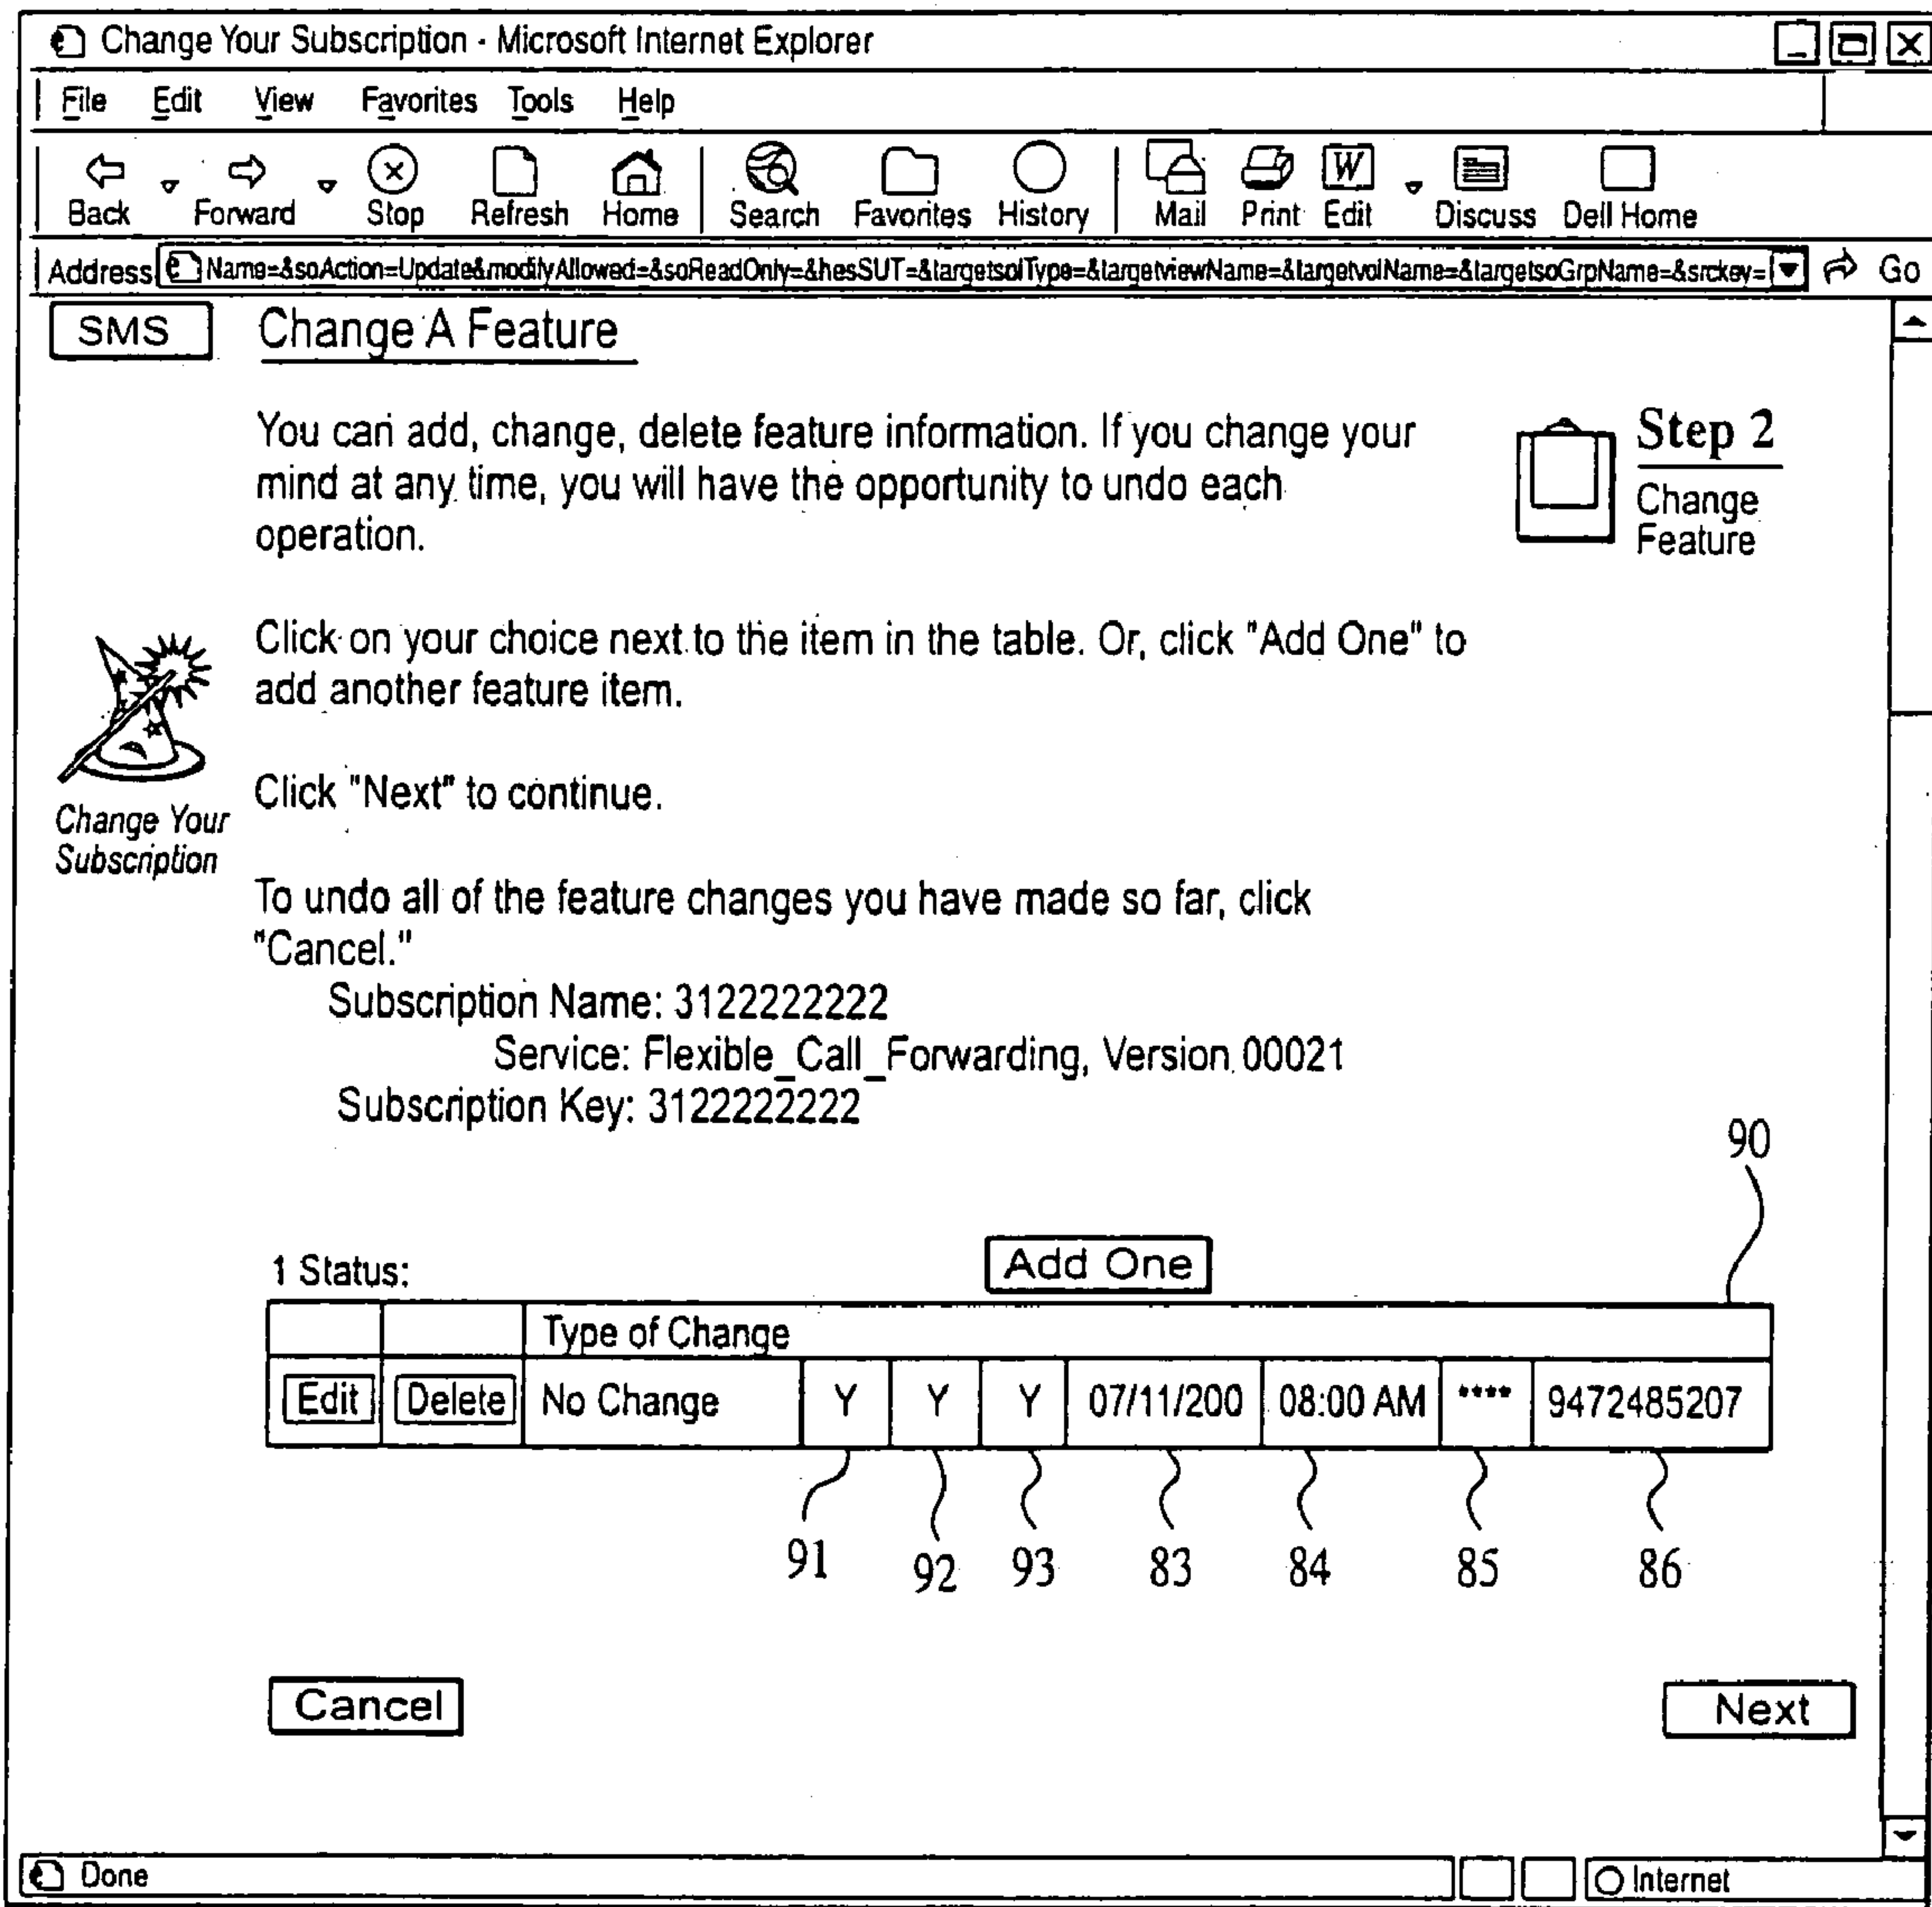 Change Your Subscription - Microsoft Internet Explorer
File Edit View Favorites Tools Help
Back Forward Stop Refresh Home Search Favorites History Mail Print Edit Discuss Dell Home
W
Address Name=&soAction=Update&modifyAllowed=&soReadOnly=&hesSUT=&targetsolType=&targetviewName=&targetvolName=&targetsoGrpName=&srckey= Go
SMS Change A Feature
You can add, change, delete feature information. If you change your
mind at any time, you will have the opportunity to undo each
operation.
Step 2
Change
Feature
Click on your choice next to the item in the table. Or, click "Add One" to
add another feature item.
Click "Next" to continue.
Change Your
Subscription
To undo all of the feature changes you have made so far, click
"Cancel."
Subscription Name: 3122222222
Service: Flexible_Call_Forwarding, Version 00021
Subscription Key: 3122222222
90
1 Status: Add One
Type of Change
Edit Delete No Change Y Y Y 07/11/200 08:00 AM **** 9472485207
91 92 93 83 84 85 86
Cancel Next
Done Internet